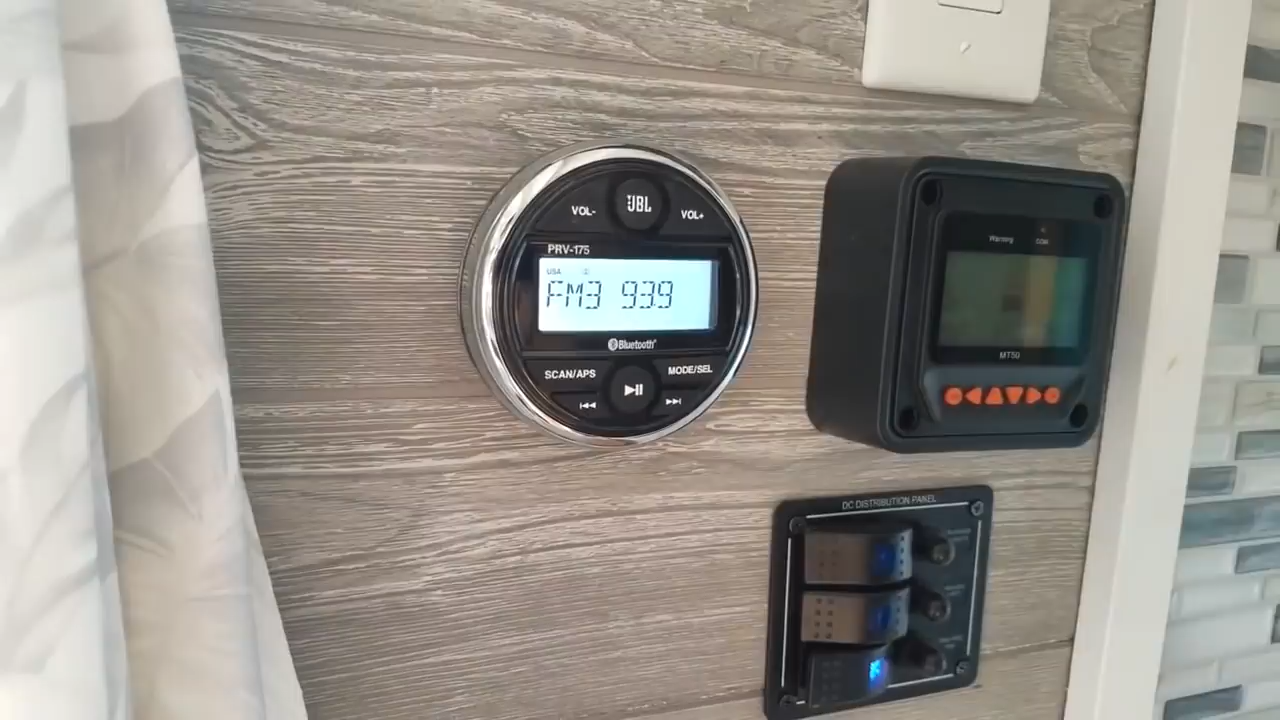 JBL
VOL-
VOL+
PRV-175
USA
FM3 93.9
Bluetooth
SCAN/APS
MODE/SEL
Warning
COM
MT50
DC DISTRIBUTION PANEL